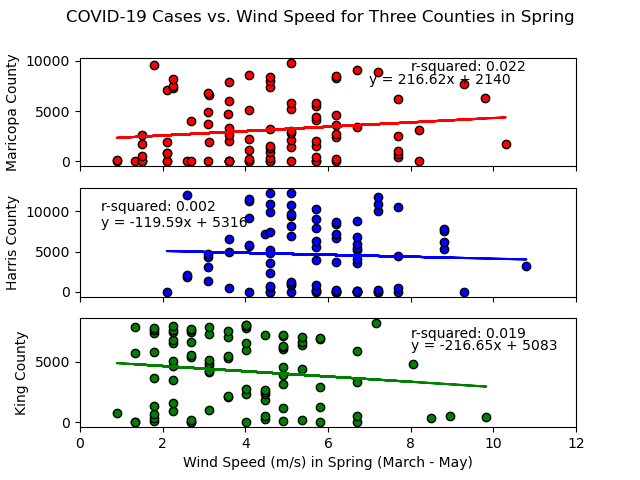 COVID-19 Cases vs. Wind Speed for Three Counties in Spring
Maricopa County
10000
5000
0
r-squared: 0.022
y = 216.62x + 2140
Harris County
10000
5000
0
r-squared: 0.002
y = -119.59x + 5316
King County
5000
0
r-squared: 0.019
y = -216.65x + 5083
0 2 4 6 8 10 12
Wind Speed (m/s) in Spring (March - May)